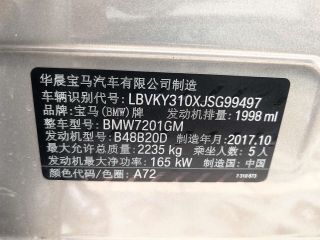 华晨宝马汽车有限公司制造
车辆识别代号: LBVKY310XJSG99497
品牌: 宝马(BMW)牌 发动机排量: 1998 ml
整车型号: BMW7201GM
发动机型号: B48B20D 制造年月: 2017.10
最大允许总质量: 2235 kg 乘坐人数: 5人
发动机最大净功率: 165 kW 制造国: 中国
颜色代码/色圈: A72